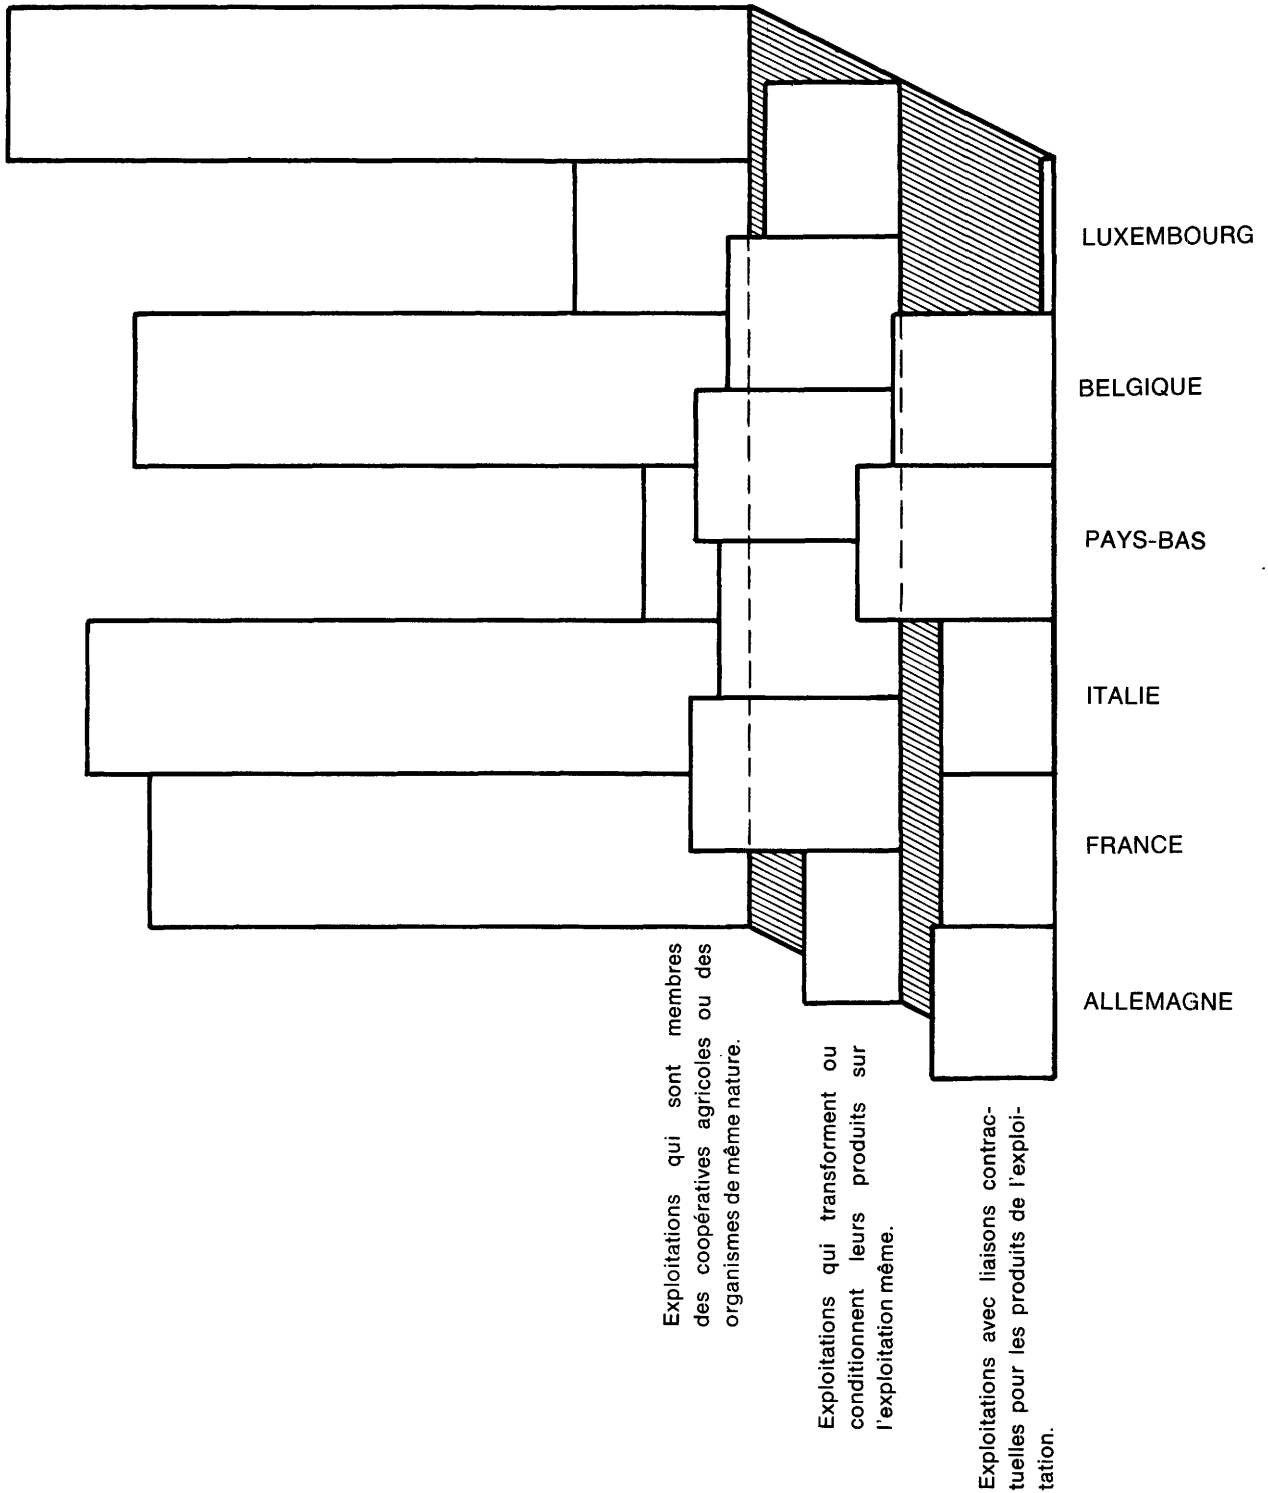 LUXEMBOURG
BELGIQUE
PAYS-BAS
ITALIE
FRANCE
ALLEMAGNE
Exploitations qui sont membres
des coopératives agricoles ou des
organismes de même nature.
Exploitations qui transforment ou
conditionnent leurs produits sur
l'exploitation même.
Exploitations avec liaisons contrac-
tuelles pour les produits de l'exploi-
tation.